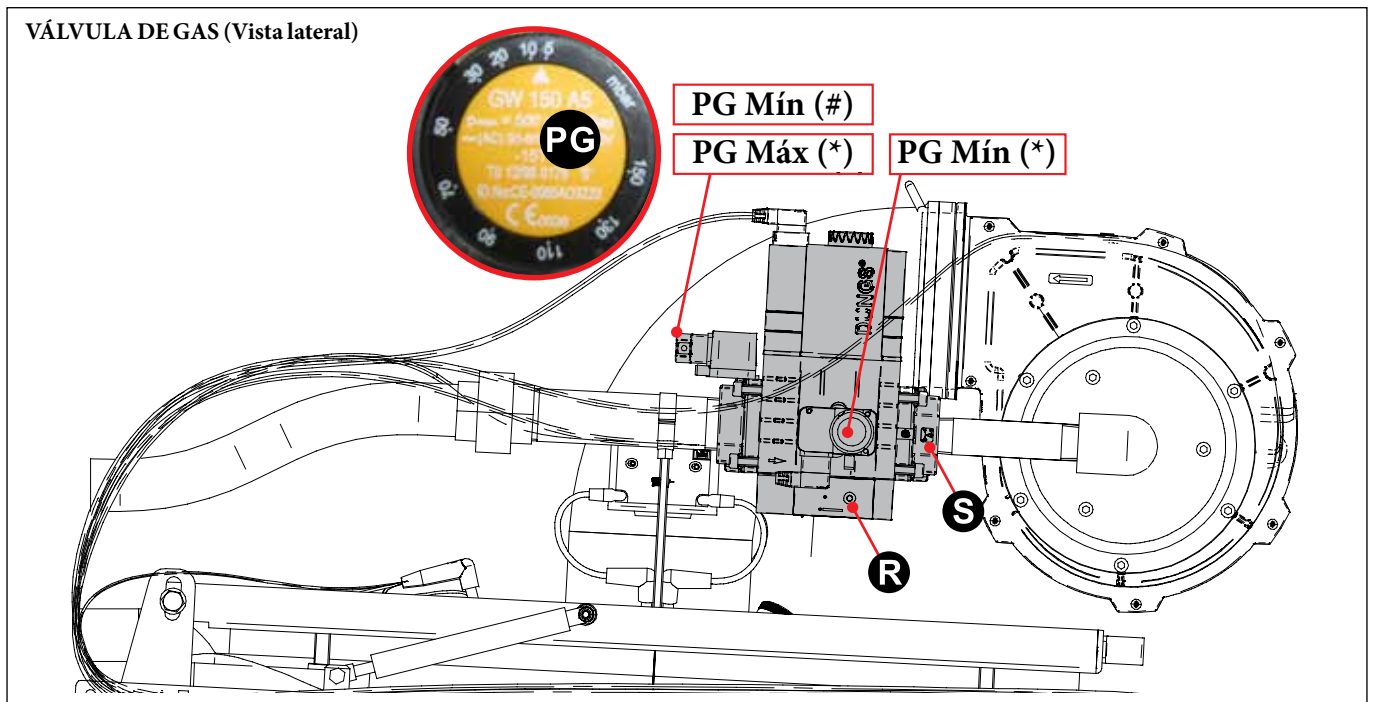 VÁLVULA DE GAS (Vista lateral)
5
10
20
30
50
70
90
110
130
150
mbar
GW 150 A5
PG
CE
PG Mín (#)
PG Máx (*)
PG Mín (*)
DUNGS®
S
R